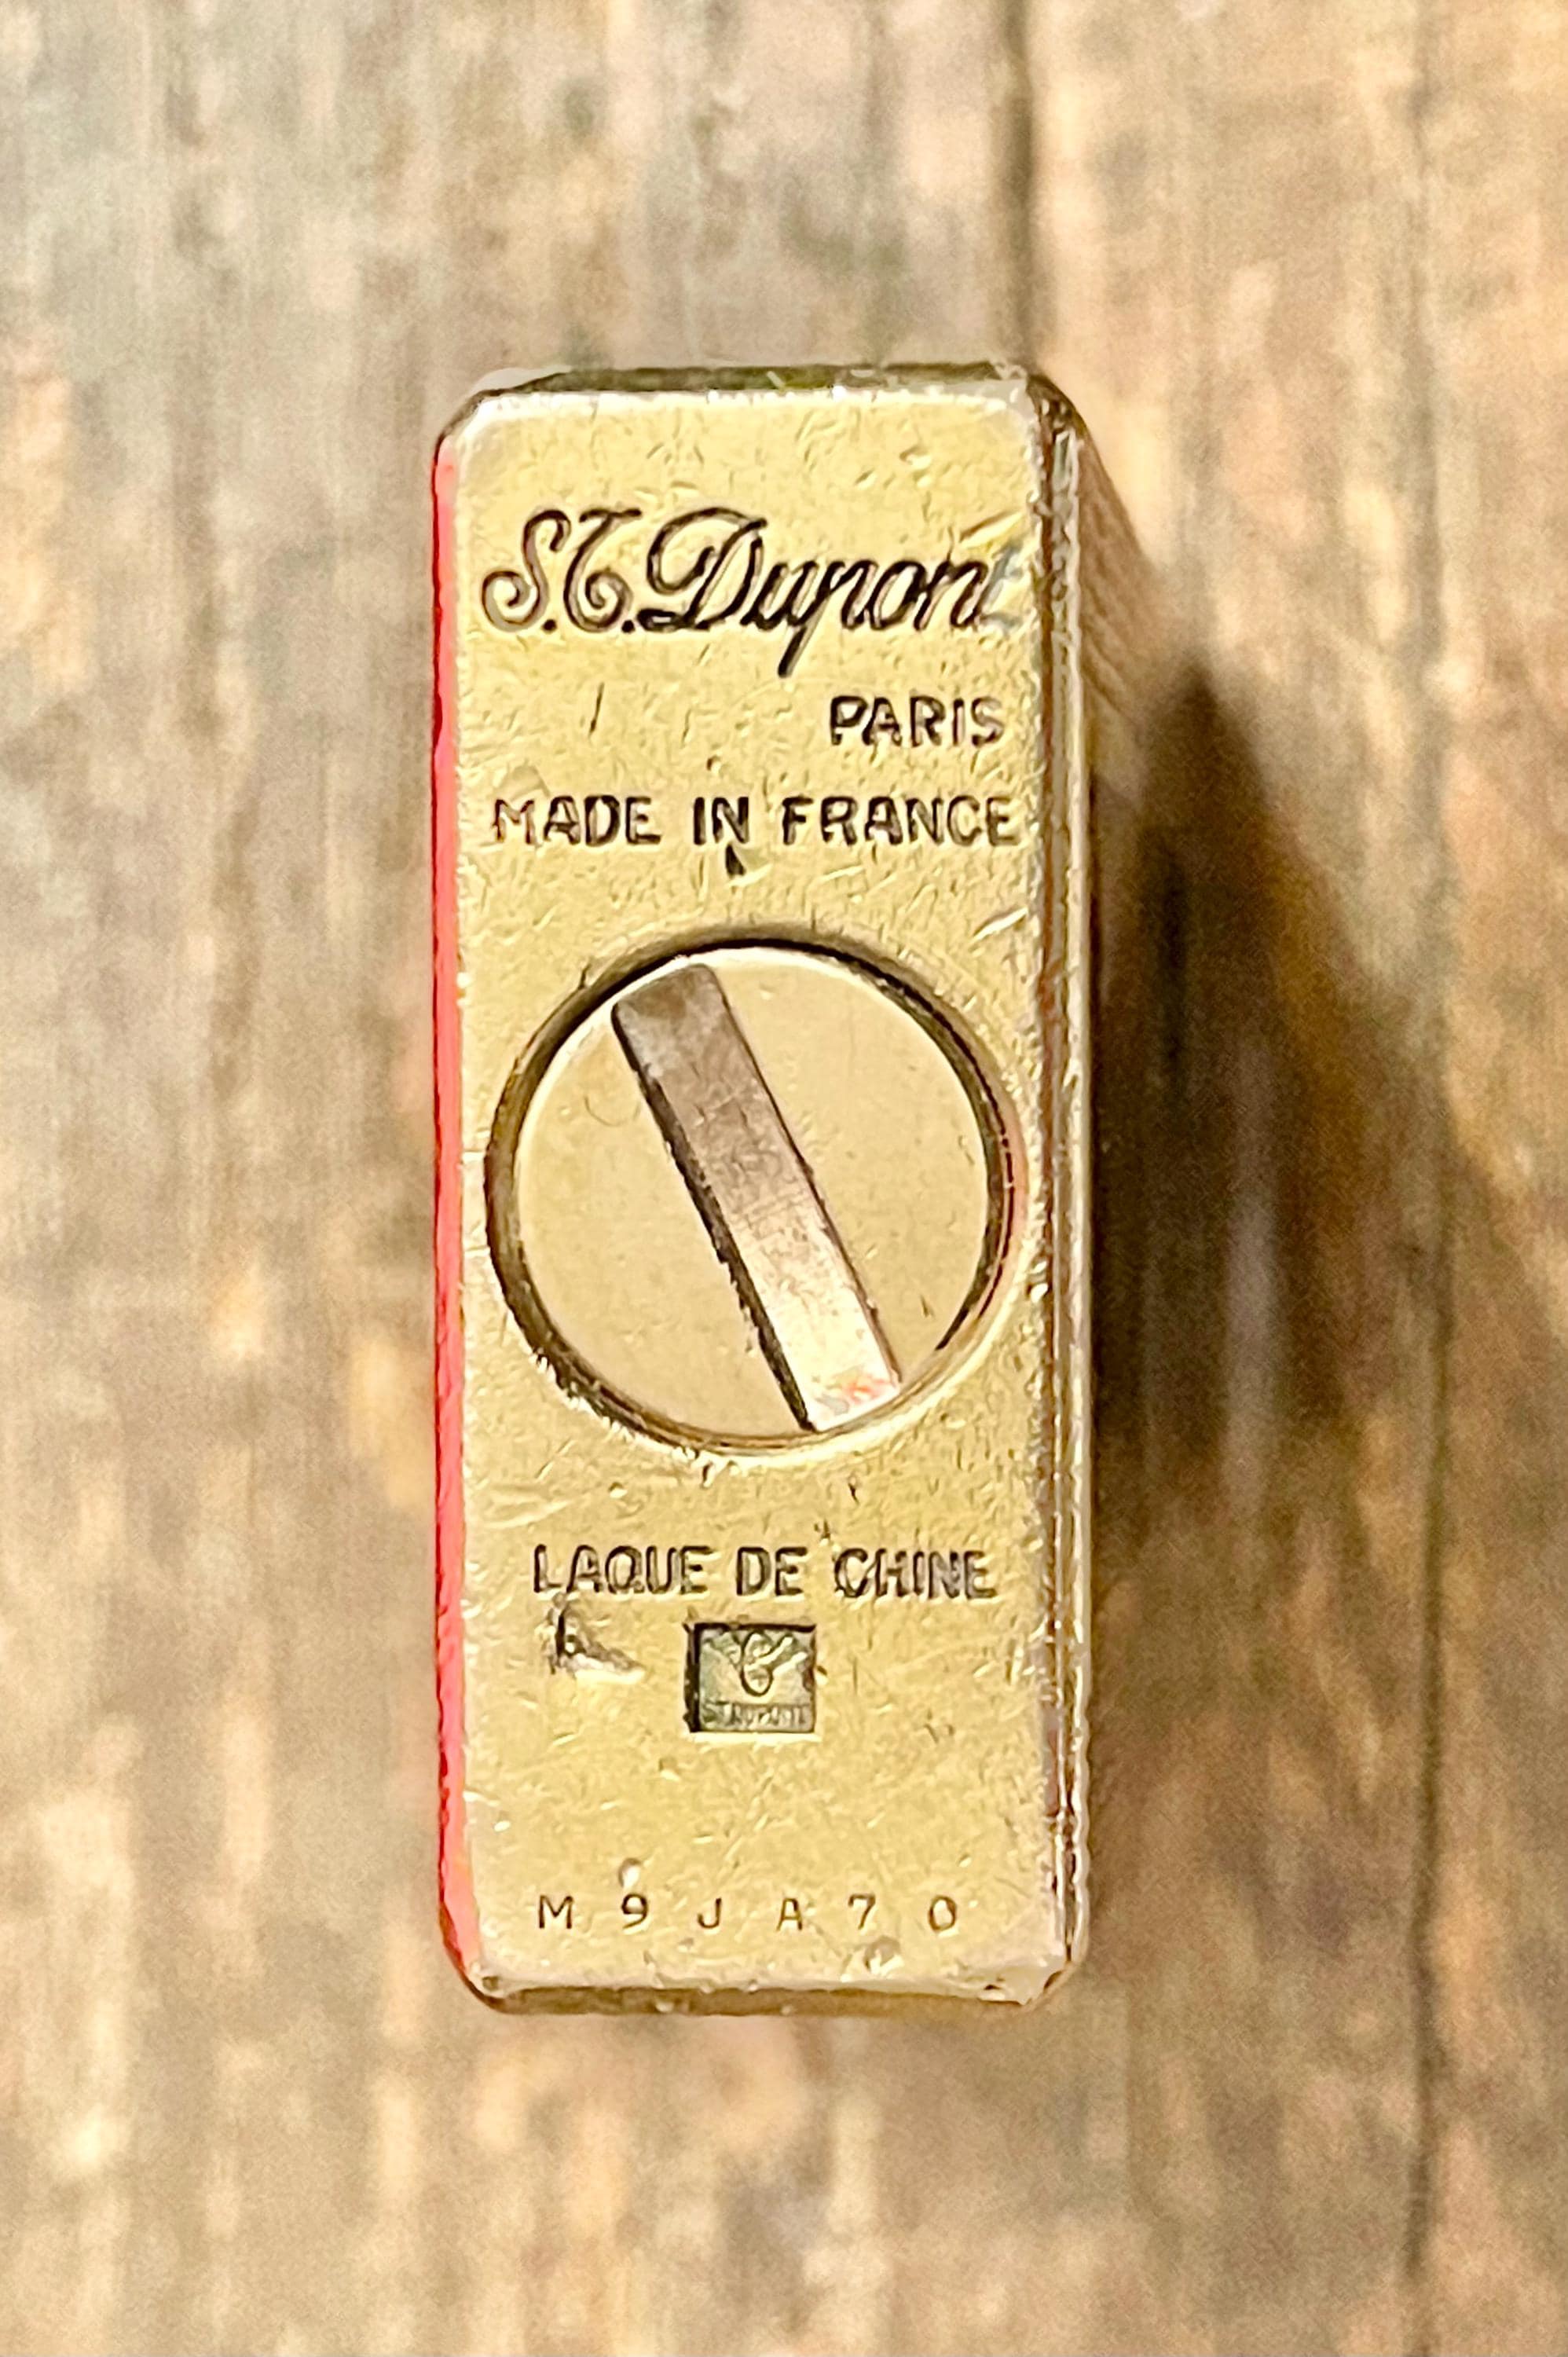 S.T. Dupont
PARIS
MADE IN FRANCE
LAQUE DE CHINE
M9JA70